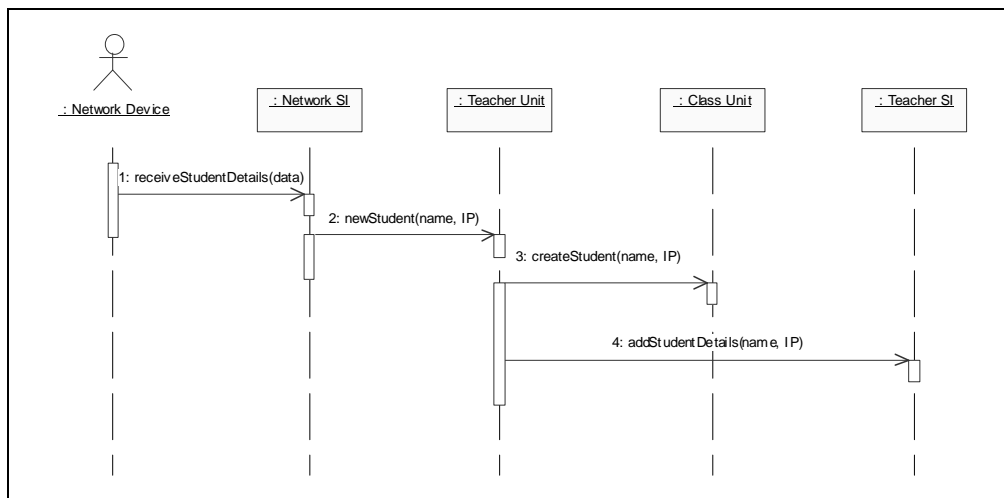 : Network Device
: Network SI
: Teacher Unit
: Class Unit
: Teacher SI
1: receiveStudentDetails(data)
2: newStudent(name, IP)
3: createStudent(name, IP)
4: addStudentDetails(name, IP)